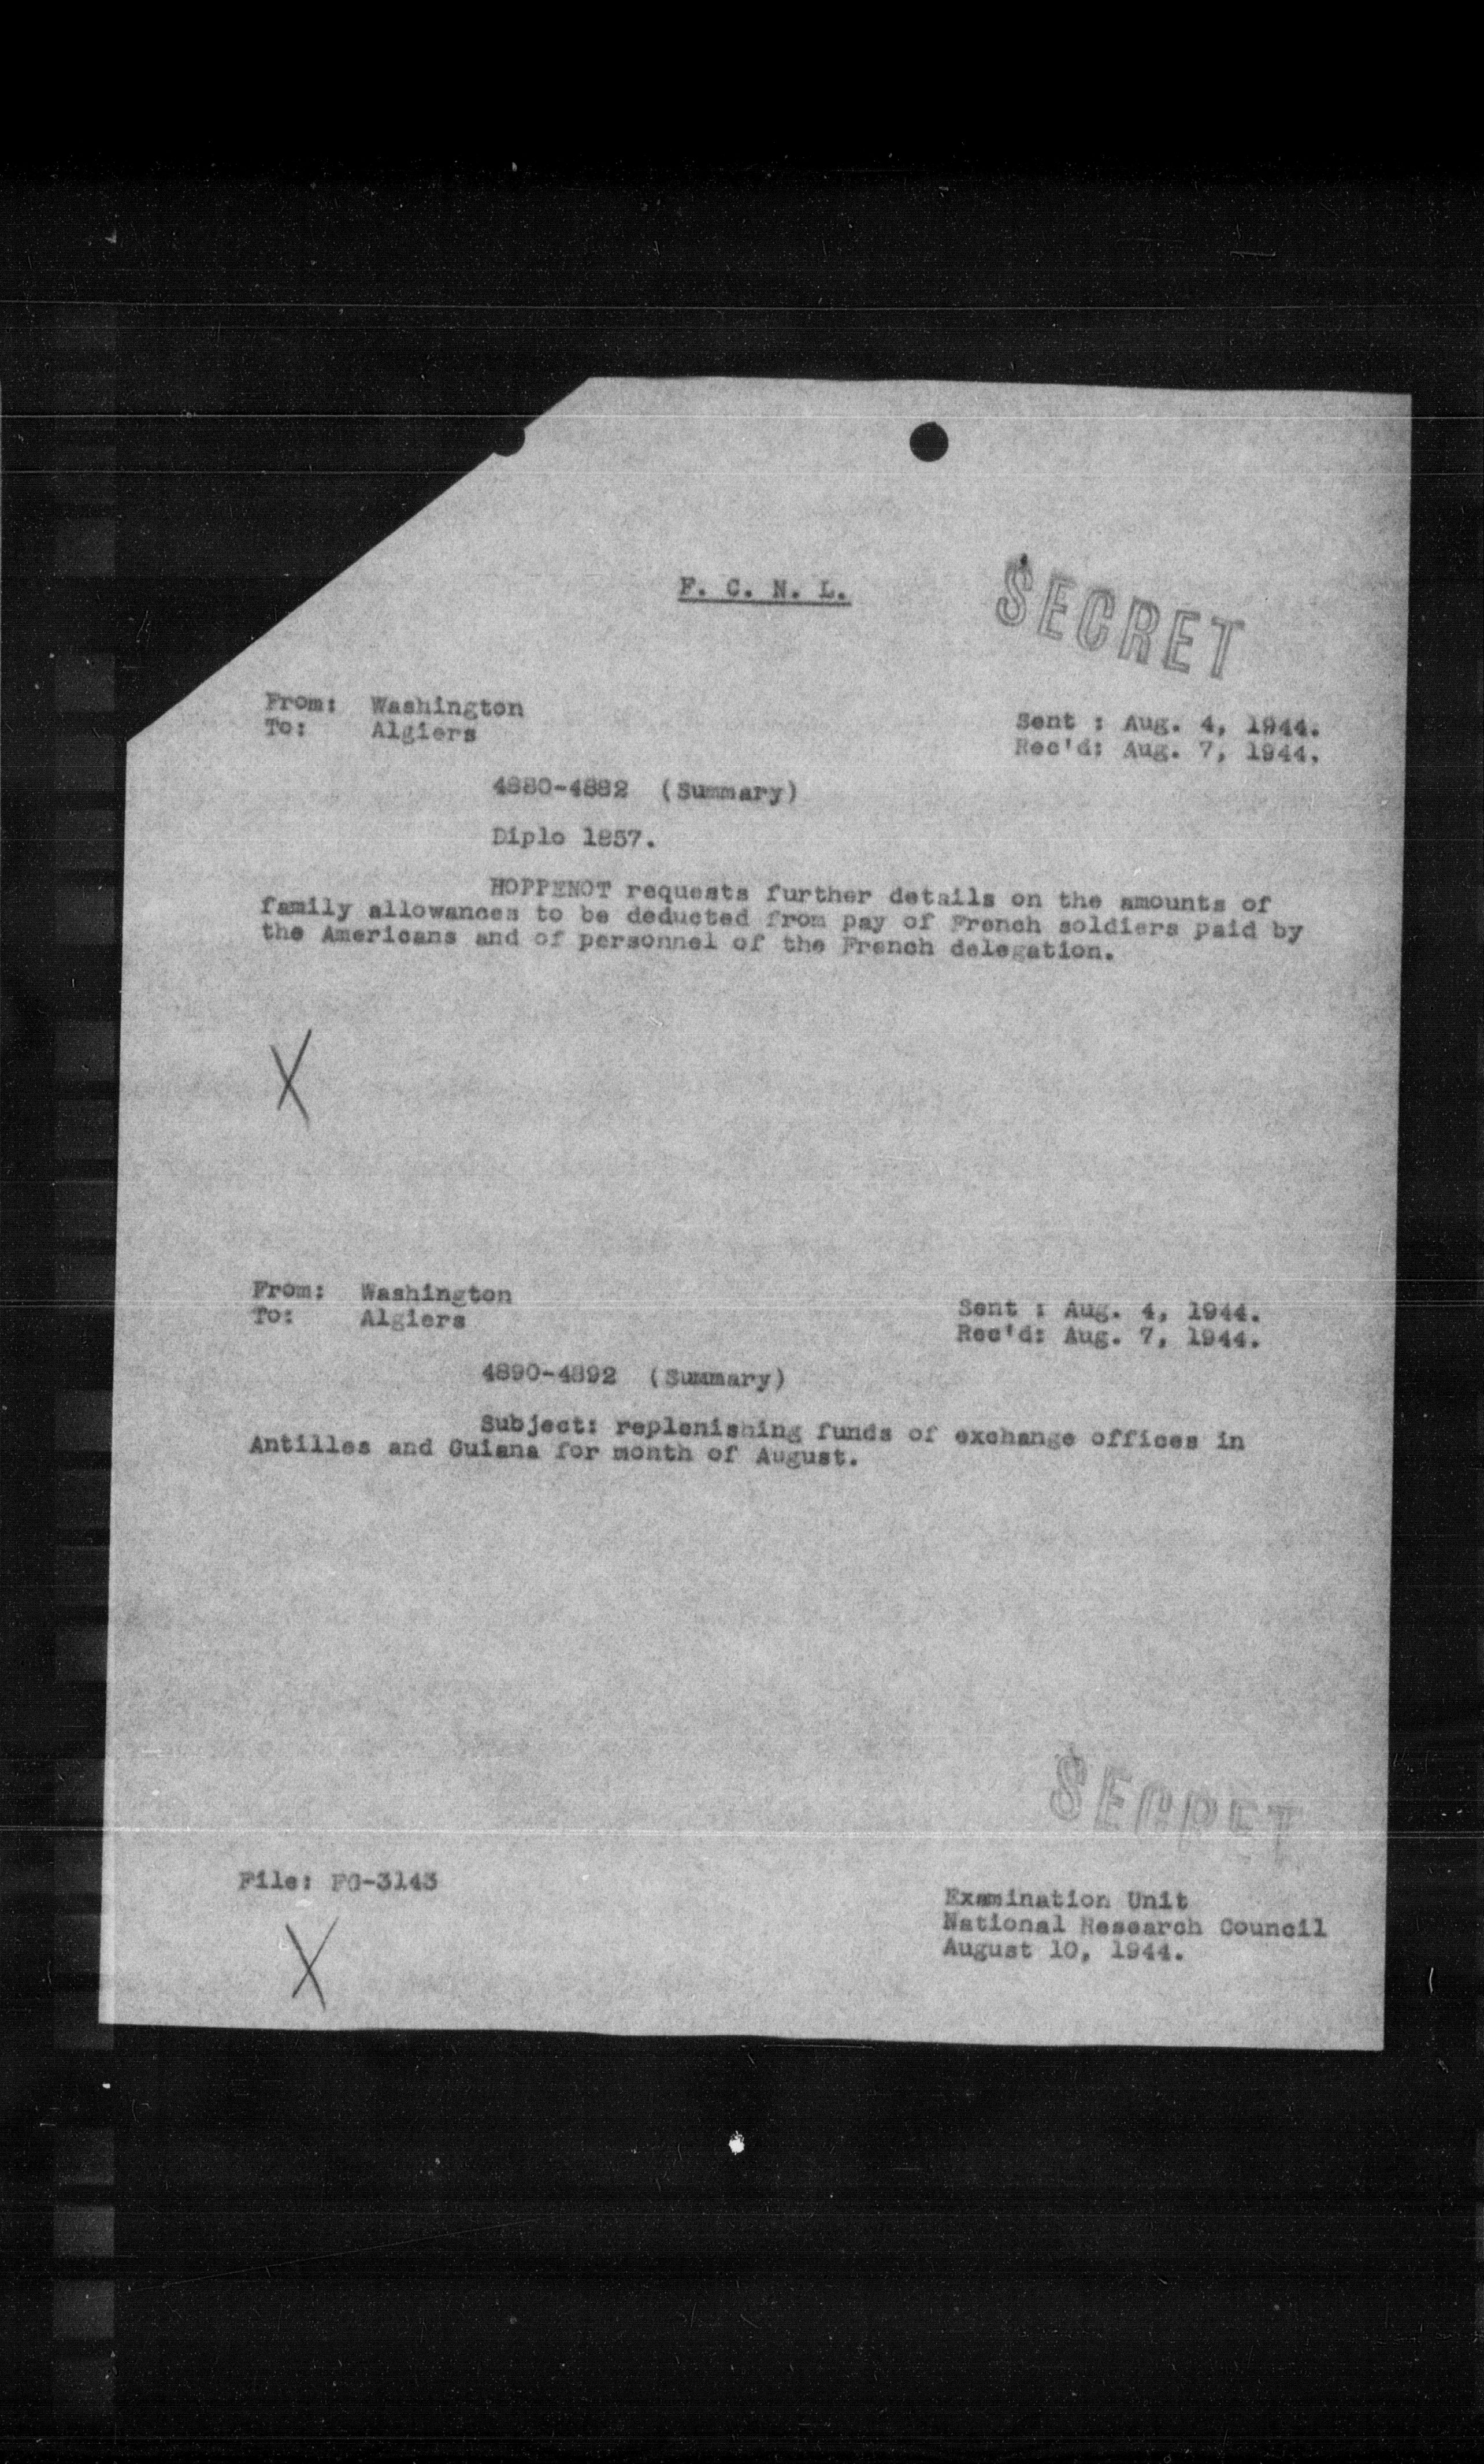 F. C. N. L.
SECRET
From: Washington
To: Algiers
Sent : Aug. 4, 1944.
Rec'd: Aug. 7, 1944.
4880-4882 (Summary)
Diplo 1857.
HOPPENOT requests further details on the amounts of
family allowances to be deducted from pay of French soldiers paid by
the Americans and of personnel of the French delegation.
X
From: Washington
To: Algiers
Sent : Aug. 4, 1944.
Rec'd: Aug. 7, 1944.
4890-4892 (Summary)
Subject: replenishing funds of exchange offices in
Antilles and Guiana for month of August.
SECRET
File: FG-3143
Examination Unit
National Research Council
August 10, 1944.
X